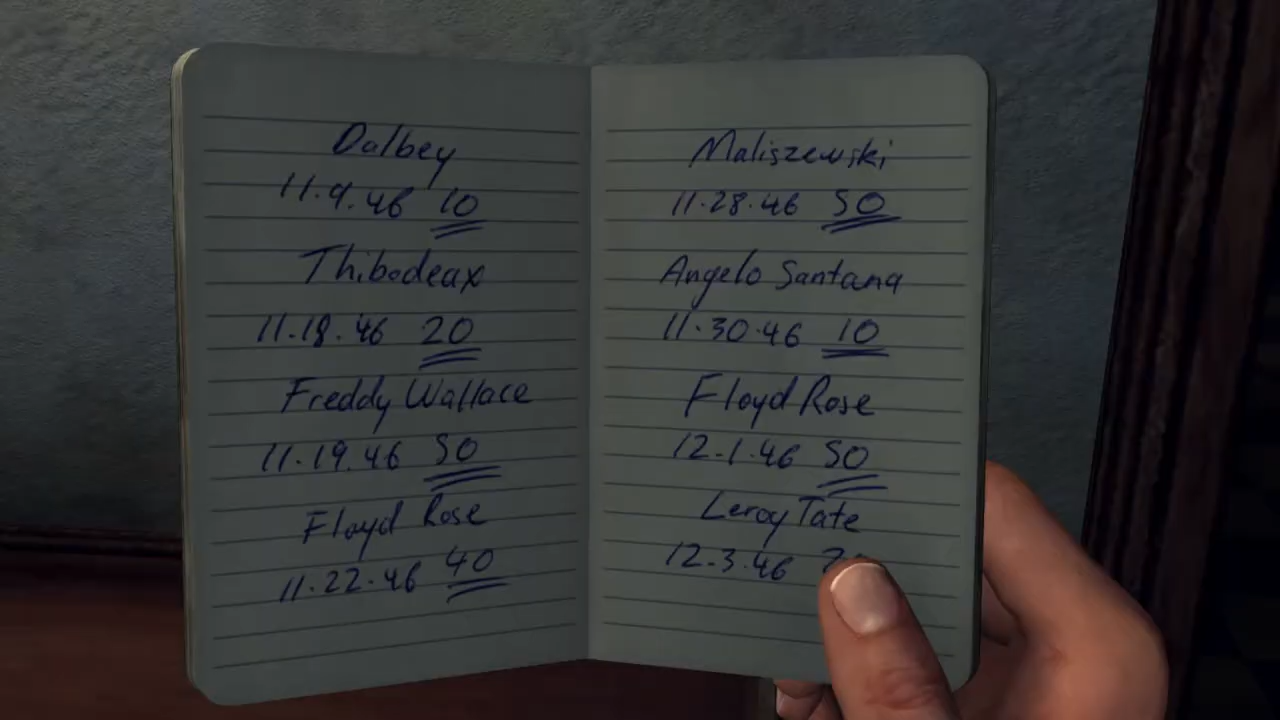 Dalbey
11.9.46 10
Thibodeax
11.18.46 20
Freddy Wallace
11.19.46 50
Floyd Rose
11.22.46 40
Maliszewski
11.28.46 50
Angelo Santana
11.30.46 10
Floyd Rose
12.1.46 50
Leroy Tate
12.3.46